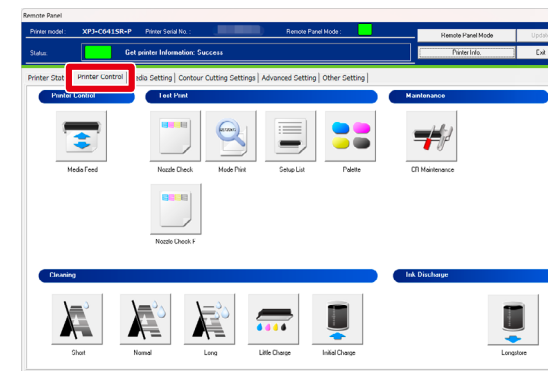 Remote Panel
Printer model : XPJ-C641SR-P Printer Serial No. : Remote Panel Mode :
Remote Panel Mode Updat
Status: Get printer Information: Success
Printer Info. Exit
Printer Stat Printer Control edia Setting Contour Cutting Settings Advanced Setting Other Setting
Printer Control Test Print Maintenance
Media Feed Nozzle Check Mode Print Setup List Palette CR Maintenance
Nozzle Check F
Cleaning Ink Discharge
Short Normal Long Little Charge Initial Charge Longstore